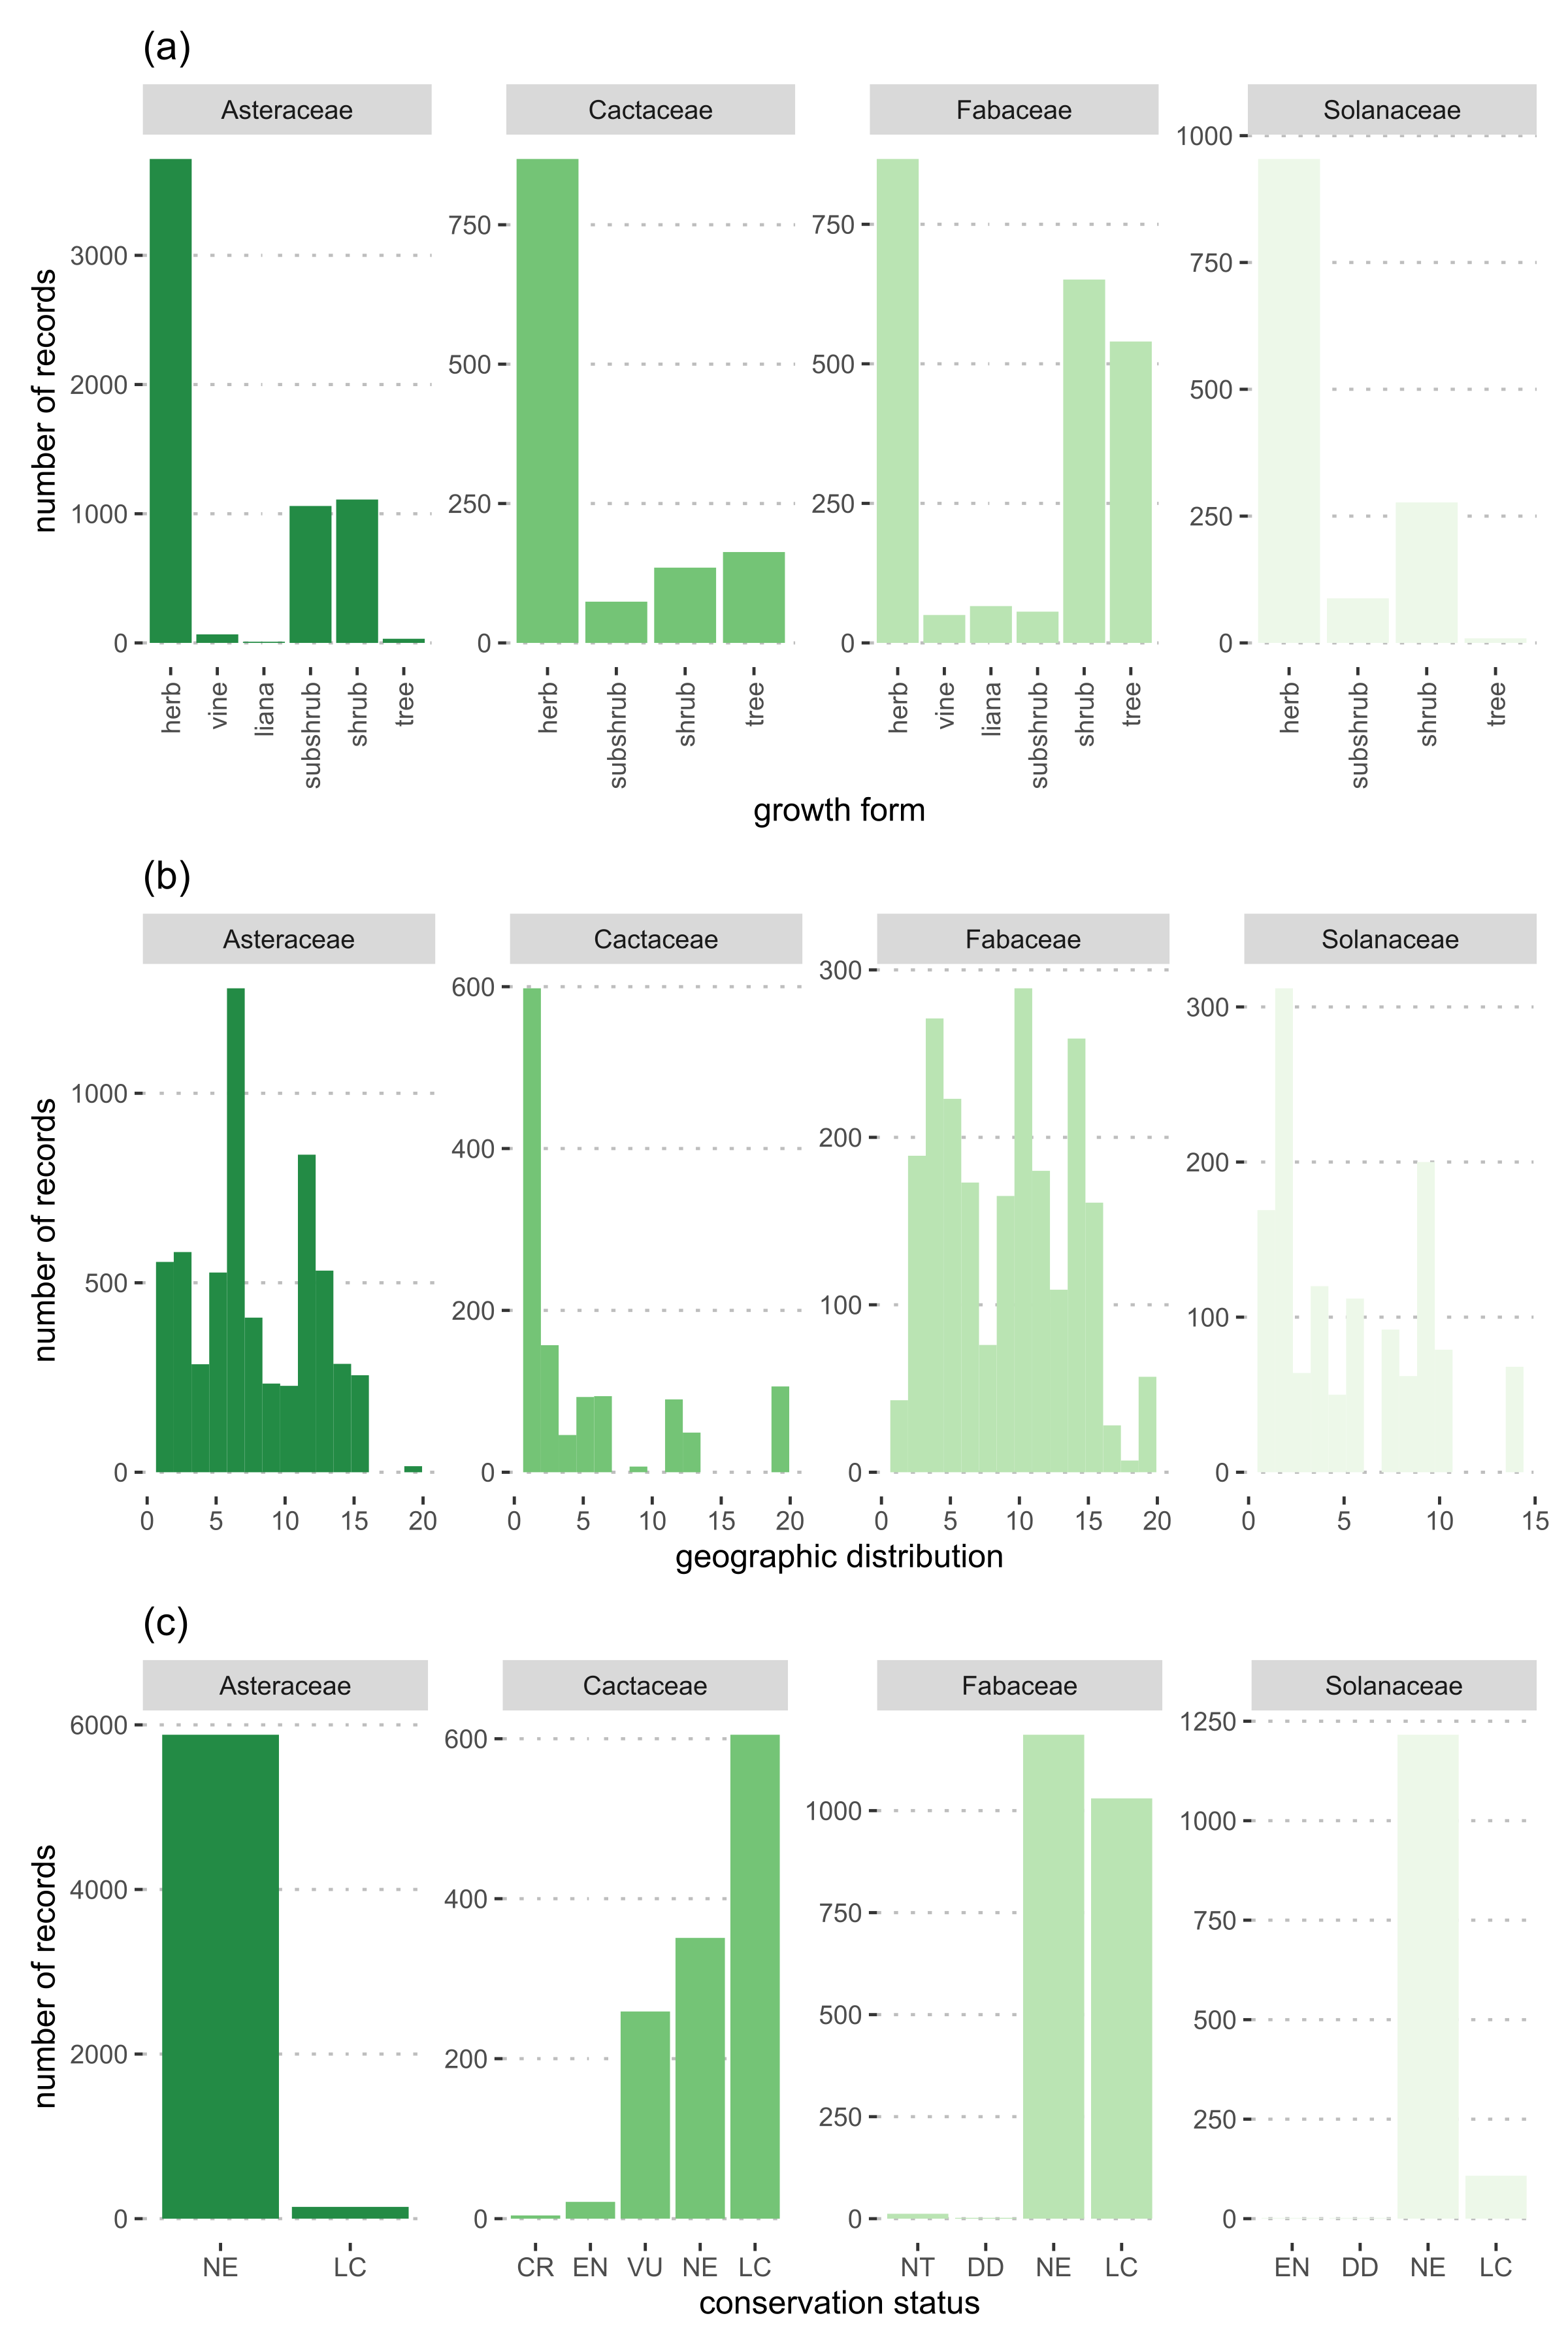 (a)
Asteraceae Cactaceae Fabaceae Solanaceae
number of records
3000
2000
1000
0
750
500
250
0
750
500
250
0
1000
750
500
250
0
herb vine liana subshrub shrub tree
herb subshrub shrub tree
herb vine liana subshrub shrub tree
herb subshrub shrub tree
growth form
(b)
Asteraceae Cactaceae Fabaceae Solanaceae
number of records
1000
500
0
600
400
200
0
300
200
100
0
300
200
100
0
0 5 10 15 20
0 5 10 15 20
0 5 10 15 20
0 5 10 15
geographic distribution
(c)
Asteraceae Cactaceae Fabaceae Solanaceae
number of records
6000
4000
2000
0
600
400
200
0
1000
750
500
250
0
1250
1000
750
500
250
0
NE LC
CR EN VU NE LC
NT DD NE LC
EN DD NE LC
conservation status